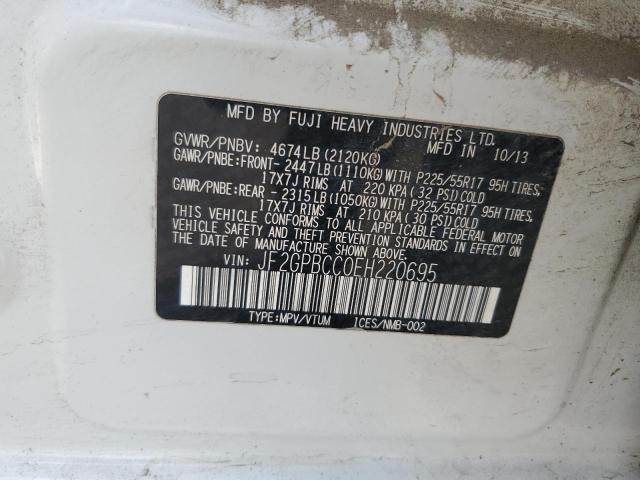 MFD BY FUJI HEAVY INDUSTRIES LTD.
GVWR/PNBV: 4674LB(2120KG) MFD IN 10/13
GAWR/PNBE:FRONT- 2447LB(1110KG)WITH P225/55R17 95H TIRES,
17X7J RIMS AT 220 KPA(32 PSI)COLD
GAWR/PNBE:REAR - 2315LB(1050KG)WITH P225/55R17 95H TIRES,
17X7J RIMS AT 210 KPA(30 PSI)COLD
THIS VEHICLE CONFORMS TO ALL APPLICABLE FEDERAL MOTOR
VEHICLE SAFETY AND THEFT PREVENTION STANDARDS IN EFFECT
ON THE DATE OF MANUFACTURE SHOWN ABOVE.
VIN: JF2GPBCC0EH220695
TYPE:MPV/VTUM ICES/NMB-002